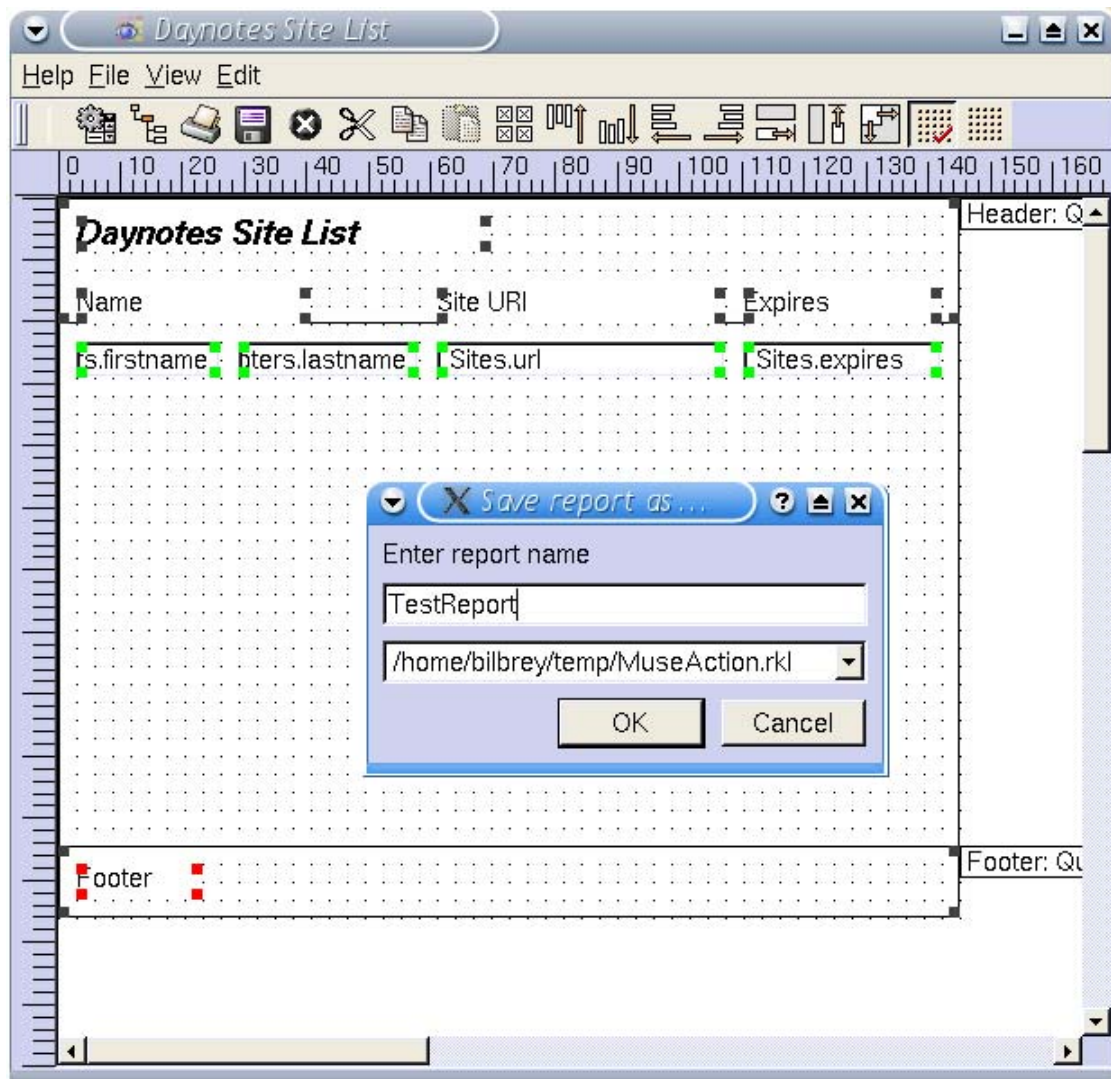 Daynotes Site List
Help File View Edit
0 10 20 30 40 50 60 70 80 90 100 110 120 130 140 150 160
Header: Q
Daynotes Site List
Name Site URI Expires
rs.firstname nters.lastname Sites.url Sites.expires
Save report as...
Enter report name
TestReport
/home/bilbrey/temp/MuseAction.rkl
OK Cancel
Footer Footer: Qu